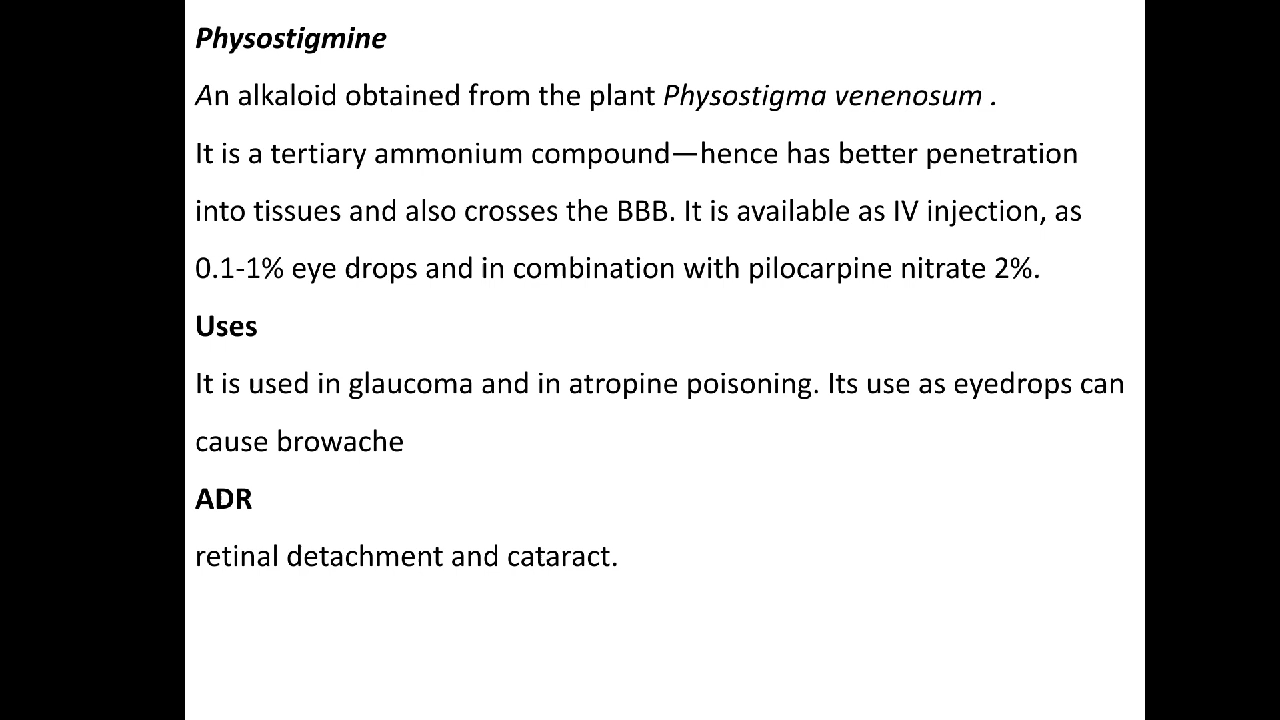 Physostigmine
An alkaloid obtained from the plant Physostigma venenosum .
It is a tertiary ammonium compound—hence has better penetration
into tissues and also crosses the BBB. It is available as IV injection, as
0.1-1% eye drops and in combination with pilocarpine nitrate 2%.
Uses
It is used in glaucoma and in atropine poisoning. Its use as eyedrops can
cause browache
ADR
retinal detachment and cataract.